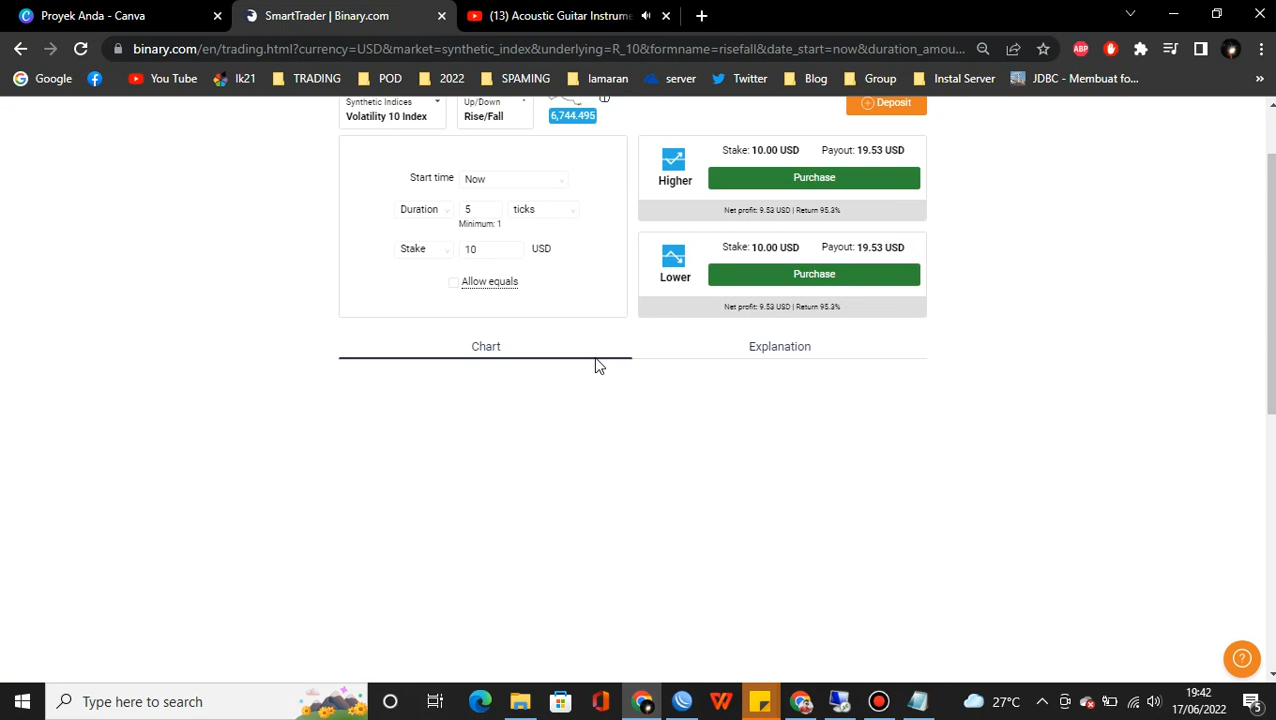 Proyek Anda - Canva
SmartTrader | Binary.com
(13) Acoustic Guitar Instrume
binary.com/en/trading.html?currency=USD&market=synthetic_index&underlying=R_10&formname=risefall&date_start=now&duration_amou...
ABP
Google
You Tube
lk21
TRADING
POD
2022
SPAMING
lamaran
server
Twitter
Blog
Group
Instal Server
JDBC - Membuat fo...
»
Synthetic Indices
Volatility 10 Index
Up/Down
Rise/Fall
6,744.495
Deposit
Start time
Now
Duration
5
ticks
Minimum: 1
Stake
10
USD
Allow equals
Higher
Stake: 10.00 USD
Payout: 19.53 USD
Purchase
Net profit: 9.53 USD | Return 95.3%
Lower
Stake: 10.00 USD
Payout: 19.53 USD
Purchase
Net profit: 9.53 USD | Return 95.3%
Chart
Explanation
Type here to search
27°C
19:42
17/06/2022
5